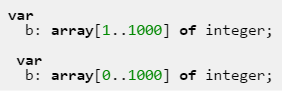 var
b: array[1..1000] of integer;
var
b: array[0..1000] of integer;